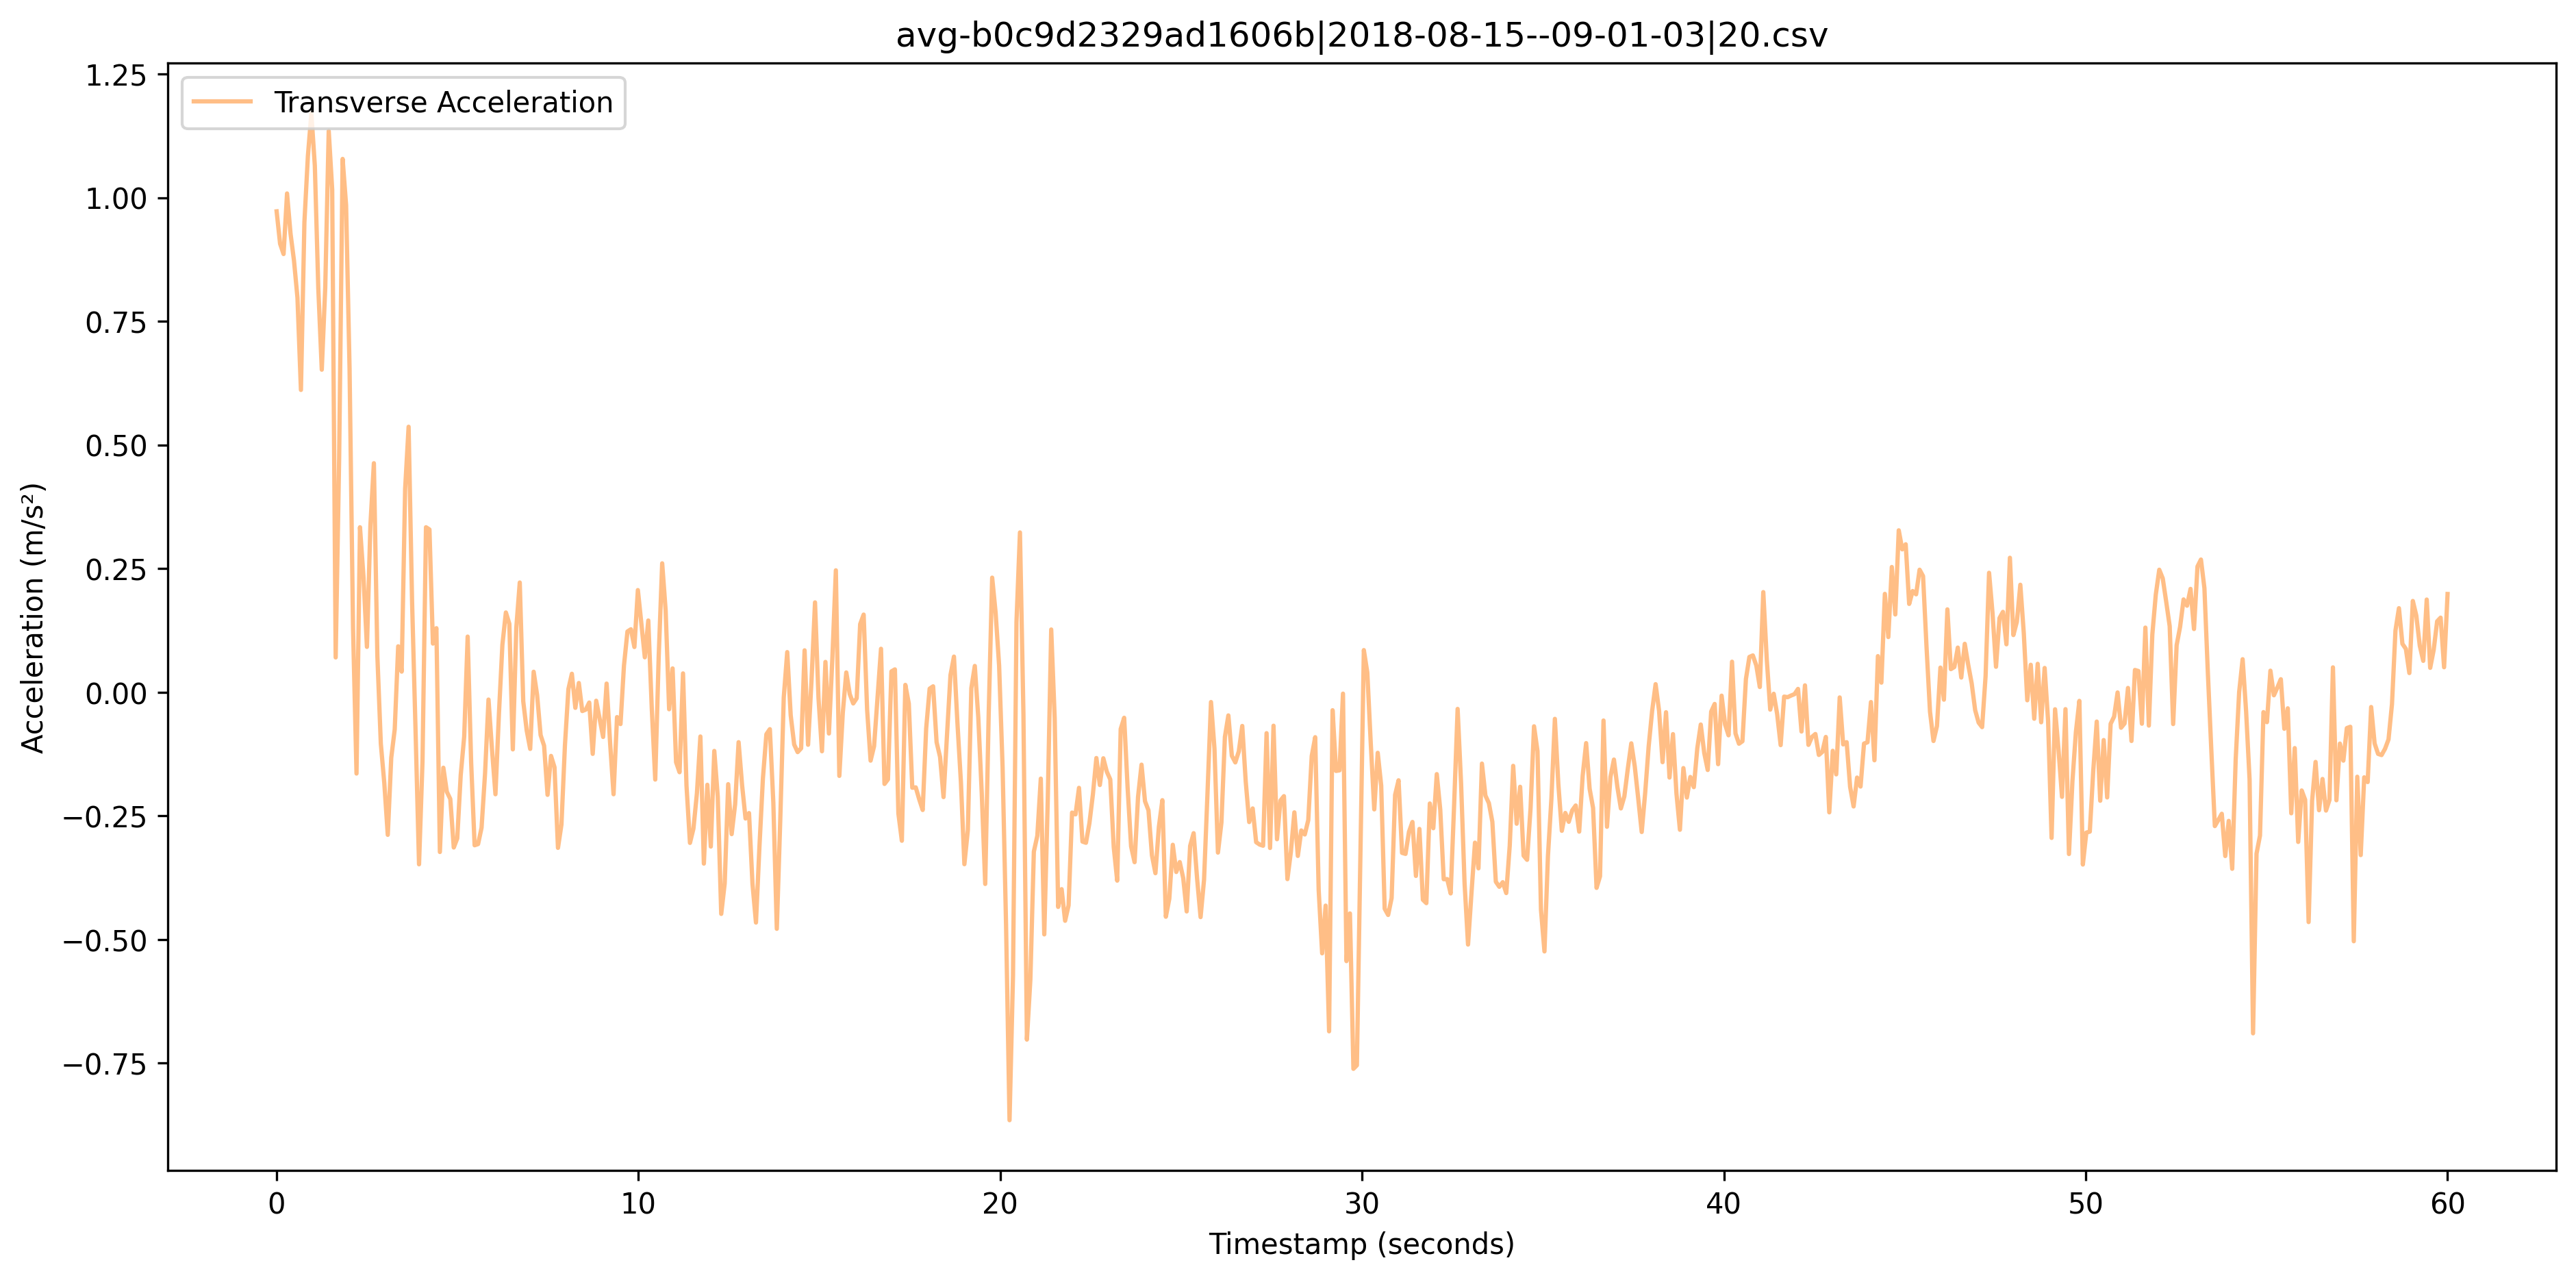 avg-b0c9d2329ad1606b|2018-08-15--09-01-03|20.csv
Transverse Acceleration
1.25
1.00
0.75
0.50
0.25
0.00
−0.25
−0.50
−0.75
Acceleration (m/s²)
0 10 20 30 40 50 60
Timestamp (seconds)